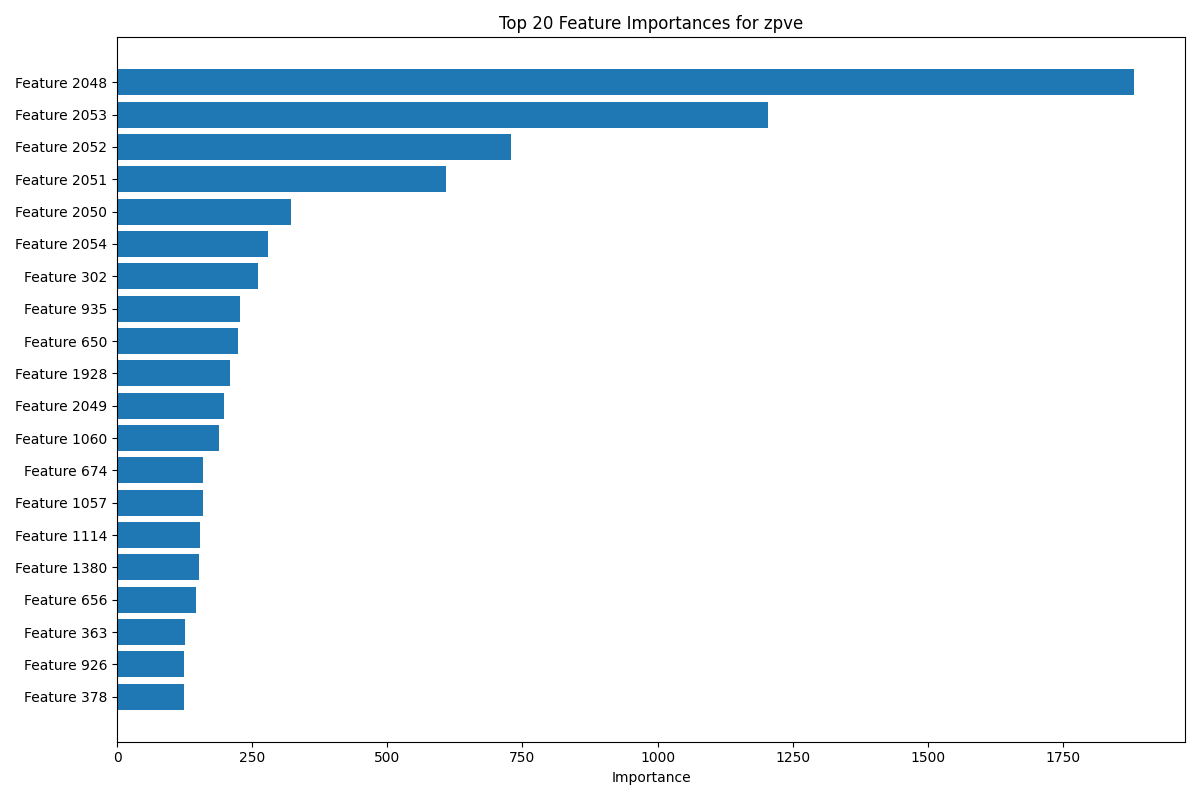 Top 20 Feature Importances for zpve
Feature 2048
Feature 2053
Feature 2052
Feature 2051
Feature 2050
Feature 2054
Feature 302
Feature 935
Feature 650
Feature 1928
Feature 2049
Feature 1060
Feature 674
Feature 1057
Feature 1114
Feature 1380
Feature 656
Feature 363
Feature 926
Feature 378
0 250 500 750 1000 1250 1500 1750
Importance